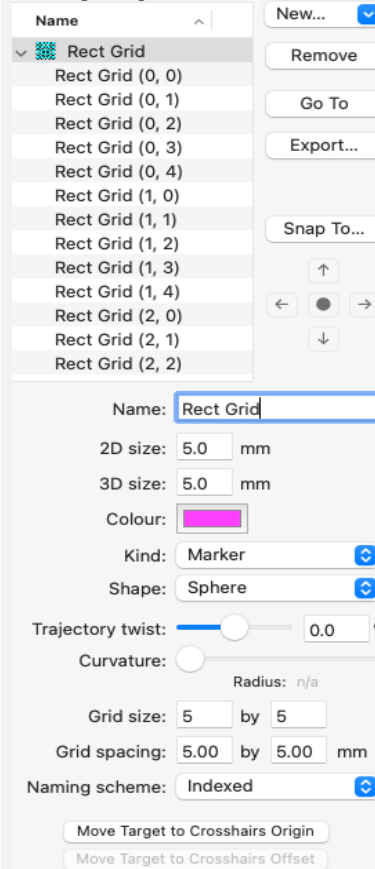 Name
New...
Rect Grid
Remove
Rect Grid (0, 0)
Rect Grid (0, 1)
Go To
Rect Grid (0, 2)
Rect Grid (0, 3)
Export...
Rect Grid (0, 4)
Rect Grid (1, 0)
Rect Grid (1, 1)
Snap To...
Rect Grid (1, 2)
Rect Grid (1, 3)
Rect Grid (1, 4)
Rect Grid (2, 0)
Rect Grid (2, 1)
Rect Grid (2, 2)
Name: Rect Grid
2D size: 5.0 mm
3D size: 5.0 mm
Colour:
Kind: Marker
Shape: Sphere
Trajectory twist: 0.0
Curvature:
Radius: n/a
Grid size: 5 by 5
Grid spacing: 5.00 by 5.00 mm
Naming scheme: Indexed
Move Target to Crosshairs Origin
Move Target to Crosshairs Offset